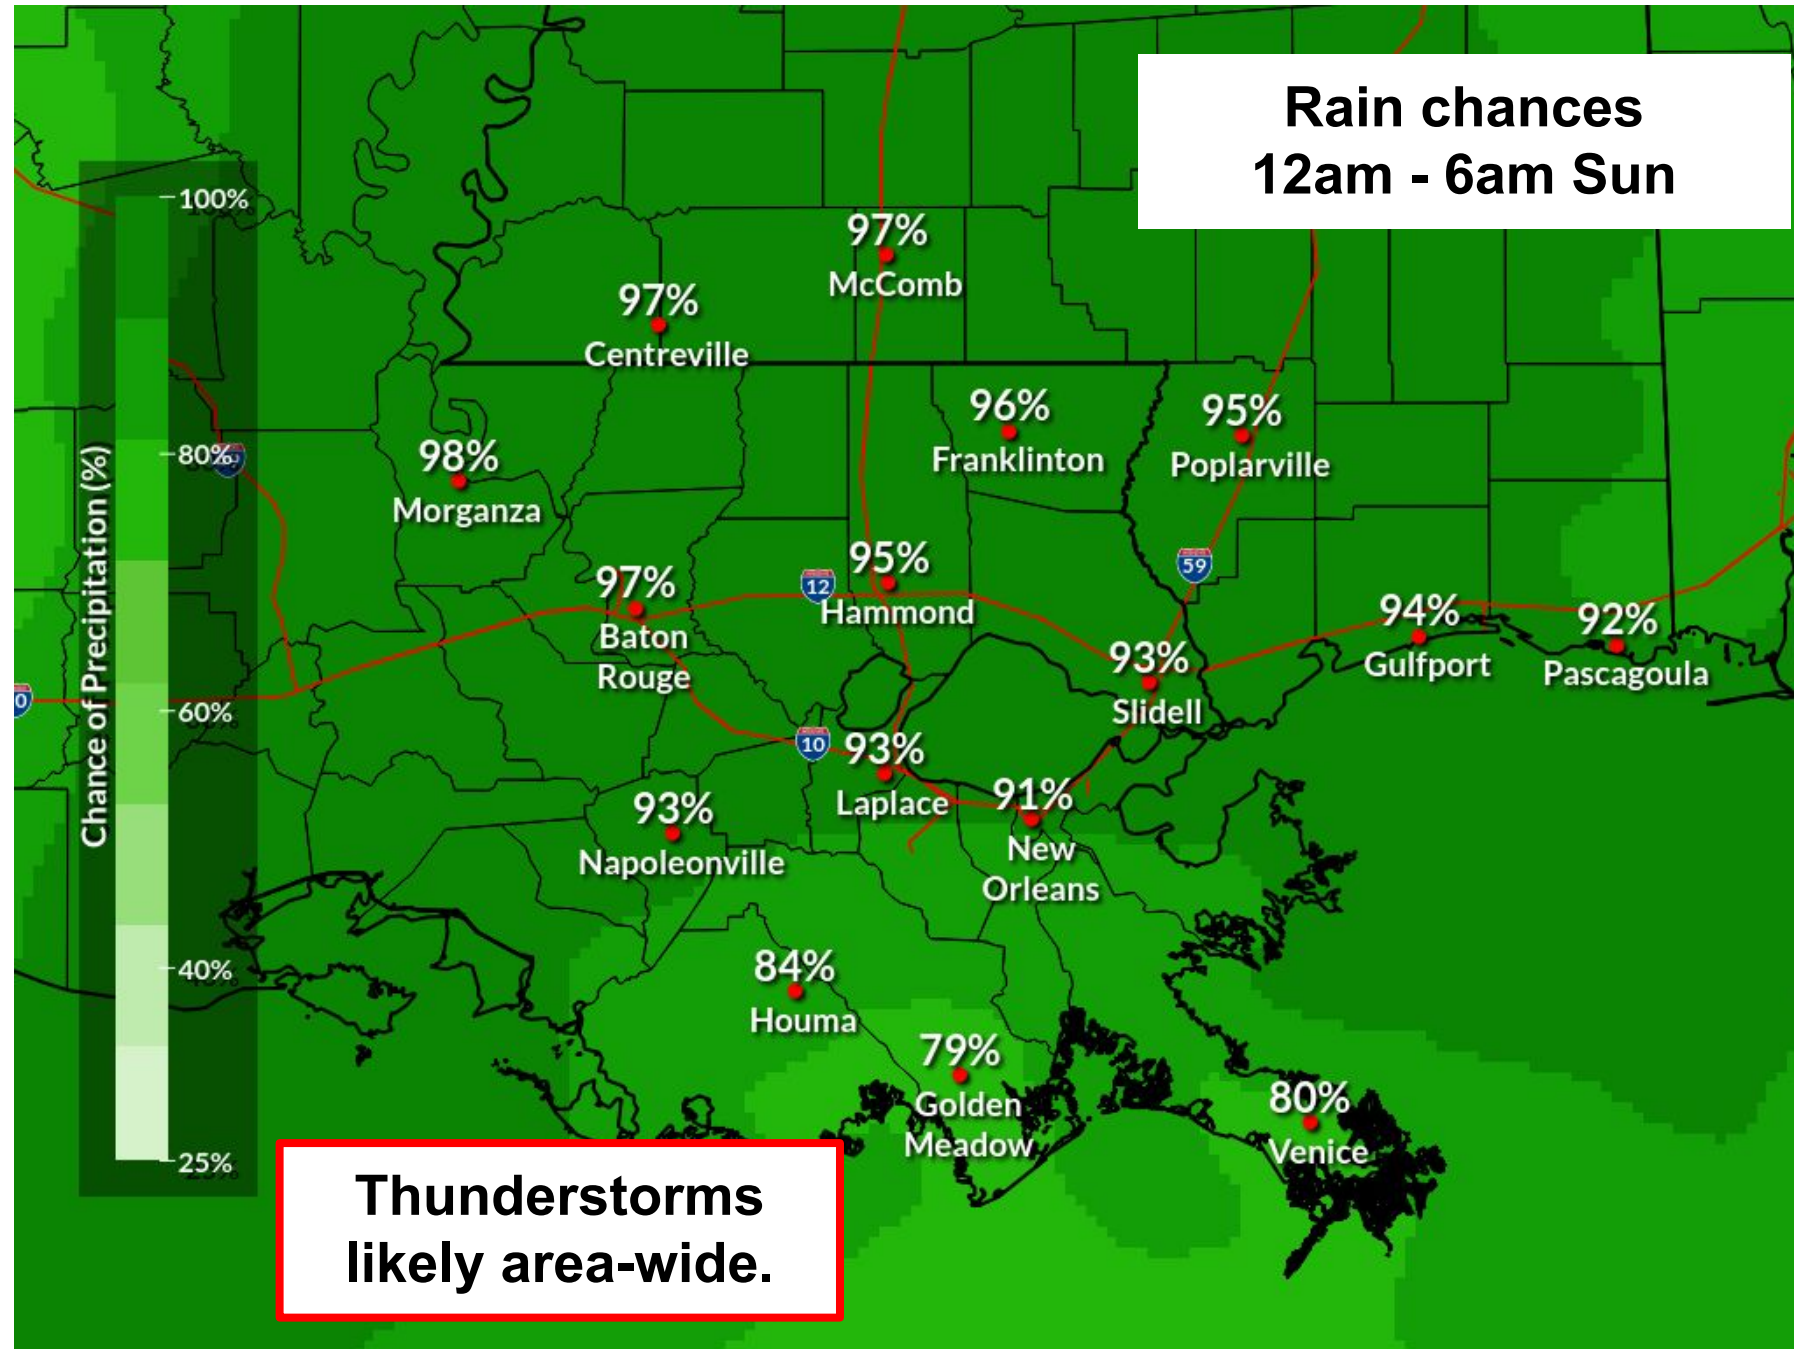 Rain chances
12am - 6am Sun
100%
80%
60%
40%
25%
Chance of Precipitation (%)
97%
McComb
97%
Centreville
96%
Franklinton
95%
Poplarville
98%
Morganza
95%
Hammond
97%
Baton
Rouge
12
59
94%
Gulfport
92%
Pascagoula
93%
Slidell
0
10
93%
Laplace
91%
New
Orleans
93%
Napoleonville
84%
Houma
79%
Golden
Meadow
80%
Venice
Thunderstorms
likely area-wide.